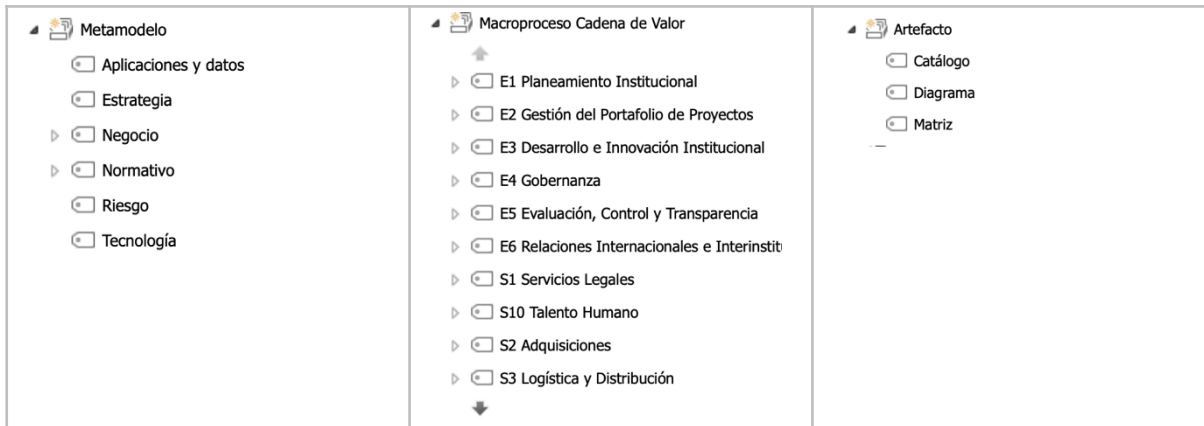 Metamodelo
Aplicaciones y datos
Estrategia
Negocio
Normativo
Riesgo
Tecnología
Macroproceso Cadena de Valor
E1 Planeamiento Institucional
E2 Gestión del Portafolio de Proyectos
E3 Desarrollo e Innovación Institucional
E4 Gobernanza
E5 Evaluación, Control y Transparencia
E6 Relaciones Internacionales e Interinstit
S1 Servicios Legales
S10 Talento Humano
S2 Adquisiciones
S3 Logística y Distribución
Artefacto
Catálogo
Diagrama
Matriz